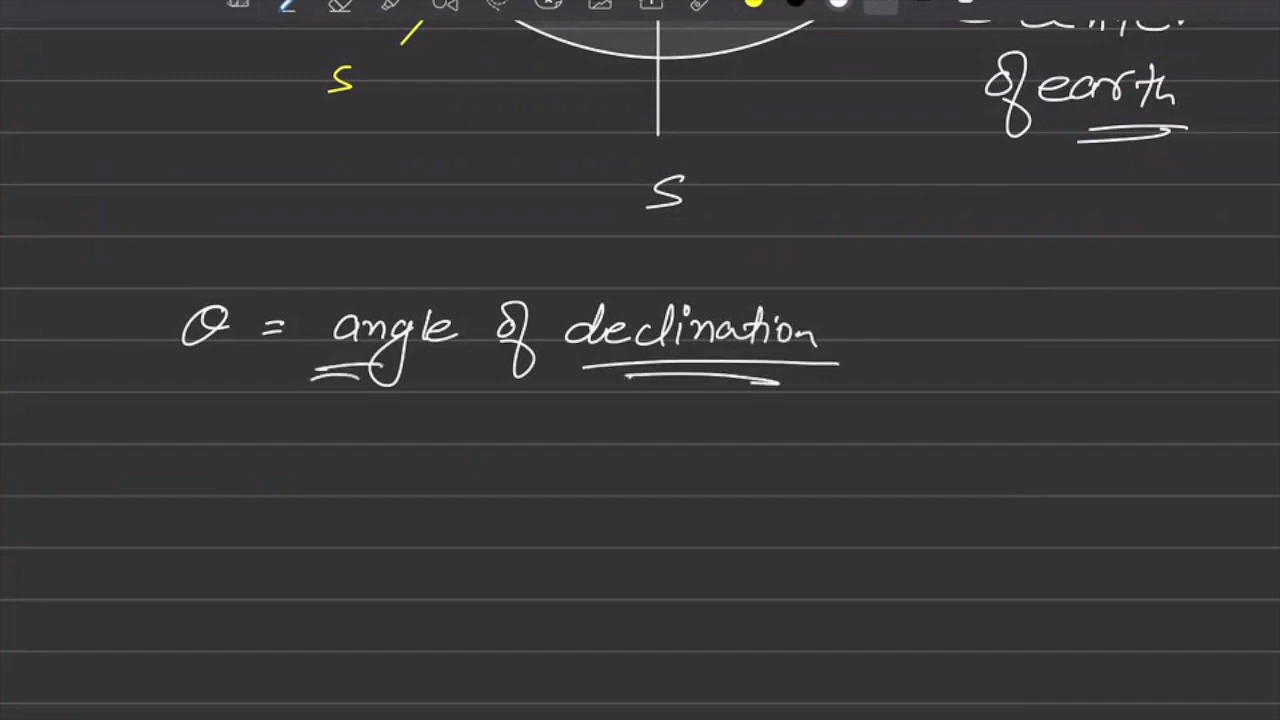 of earth
S
S
θ = angle of declination